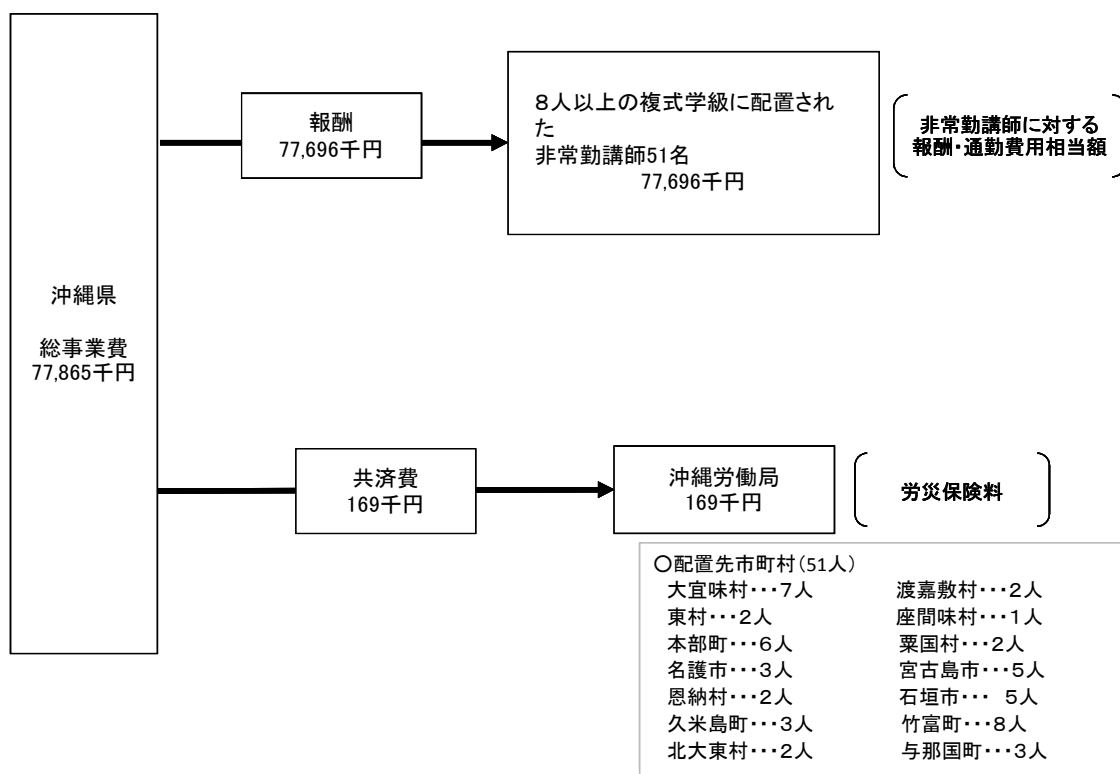 沖縄県
総事業費
77,865千円
報酬
77,696千円
８人以上の複式学級に配置され
た
非常勤講師51名
77,696千円
非常勤講師に対する
報酬・通勤費用相当額
共済費
169千円
沖縄労働局
169千円
労災保険料
〇配置先市町村（51人）
大宜味村・・・７人　渡嘉敷村・・・２人
東村・・・２人　座間味村・・・１人
本部町・・・６人　粟国村・・・２人
名護市・・・３人　宮古島市・・・５人
恩納村・・・２人　石垣市・・・ ５人
久米島町・・・３人　竹富町・・・８人
北大東村・・・２人　与那国町・・・３人